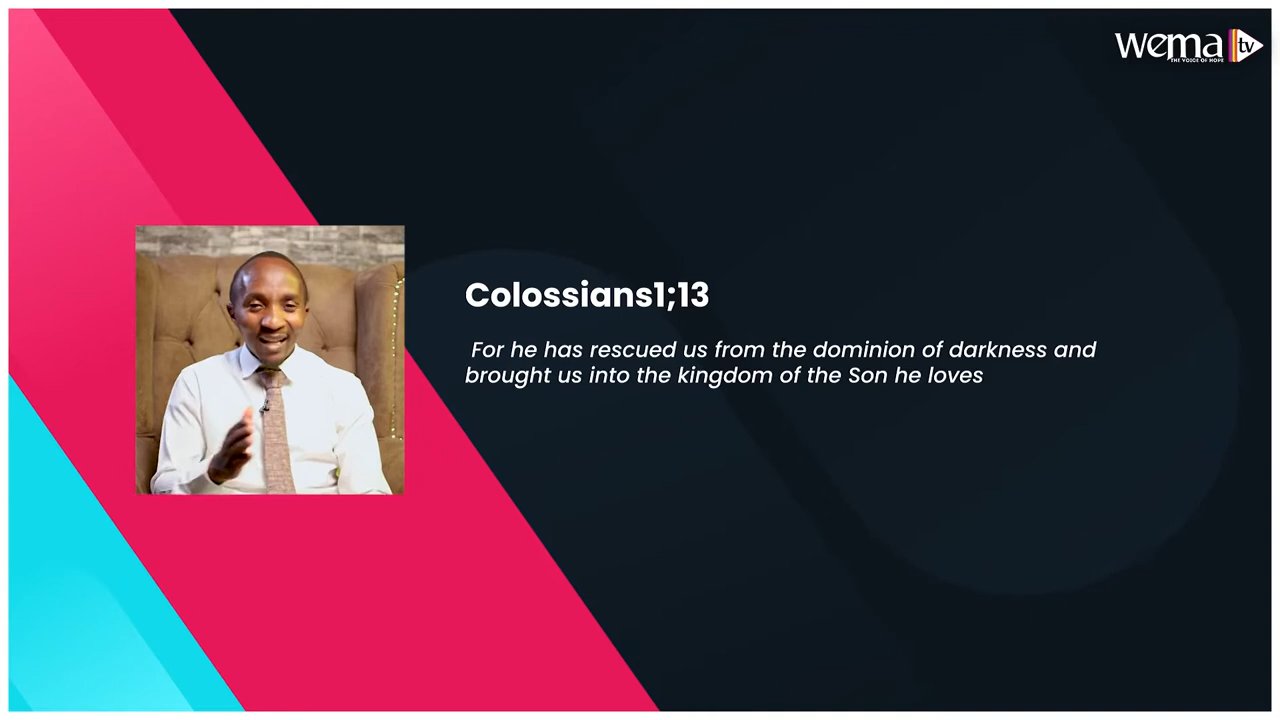 wema tv
THE VOICE OF HOPE
Colossians1;13
For he has rescued us from the dominion of darkness and
brought us into the kingdom of the Son he loves